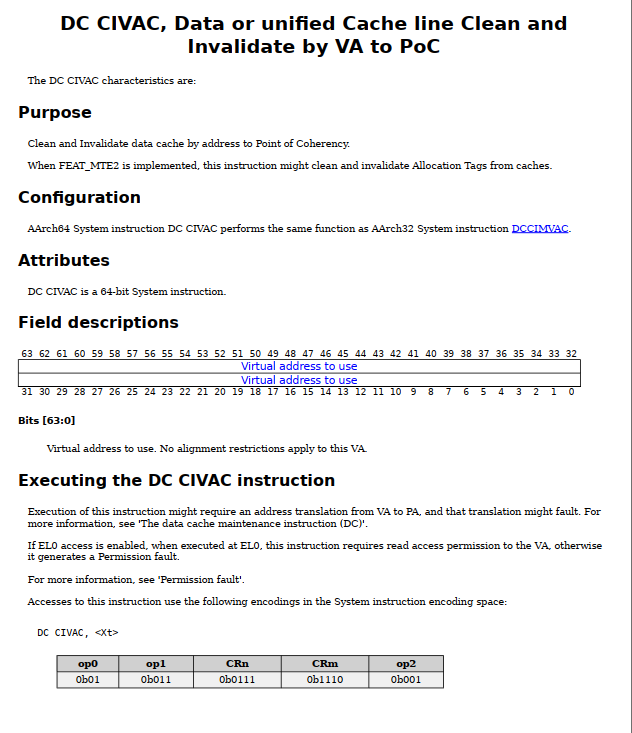 DC CIVAC, Data or unified Cache line Clean and
Invalidate by VA to PoC
The DC CIVAC characteristics are:
Purpose
Clean and Invalidate data cache by address to Point of Coherency.
When FEAT_MTE2 is implemented, this instruction might clean and invalidate Allocation Tags from caches.
Configuration
AArch64 System instruction DC CIVAC performs the same function as AArch32 System instruction DCCIMVAC.
Attributes
DC CIVAC is a 64-bit System instruction.
Field descriptions
63 62 61 60 59 58 57 56 55 54 53 52 51 50 49 48 47 46 45 44 43 42 41 40 39 38 37 36 35 34 33 32
Virtual address to use
Virtual address to use
31 30 29 28 27 26 25 24 23 22 21 20 19 18 17 16 15 14 13 12 11 10 9 8 7 6 5 4 3 2 1 0
Bits [63:0]
Virtual address to use. No alignment restrictions apply to this VA.
Executing the DC CIVAC instruction
Execution of this instruction might require an address translation from VA to PA, and that translation might fault. For
more information, see 'The data cache maintenance instruction (DC)'.
If EL0 access is enabled, when executed at EL0, this instruction requires read access permission to the VA, otherwise
it generates a Permission fault.
For more information, see 'Permission fault'.
Accesses to this instruction use the following encodings in the System instruction encoding space:
DC CIVAC, <Xt>
op0 op1 CRn CRm op2
0b01 0b011 0b0111 0b1110 0b001